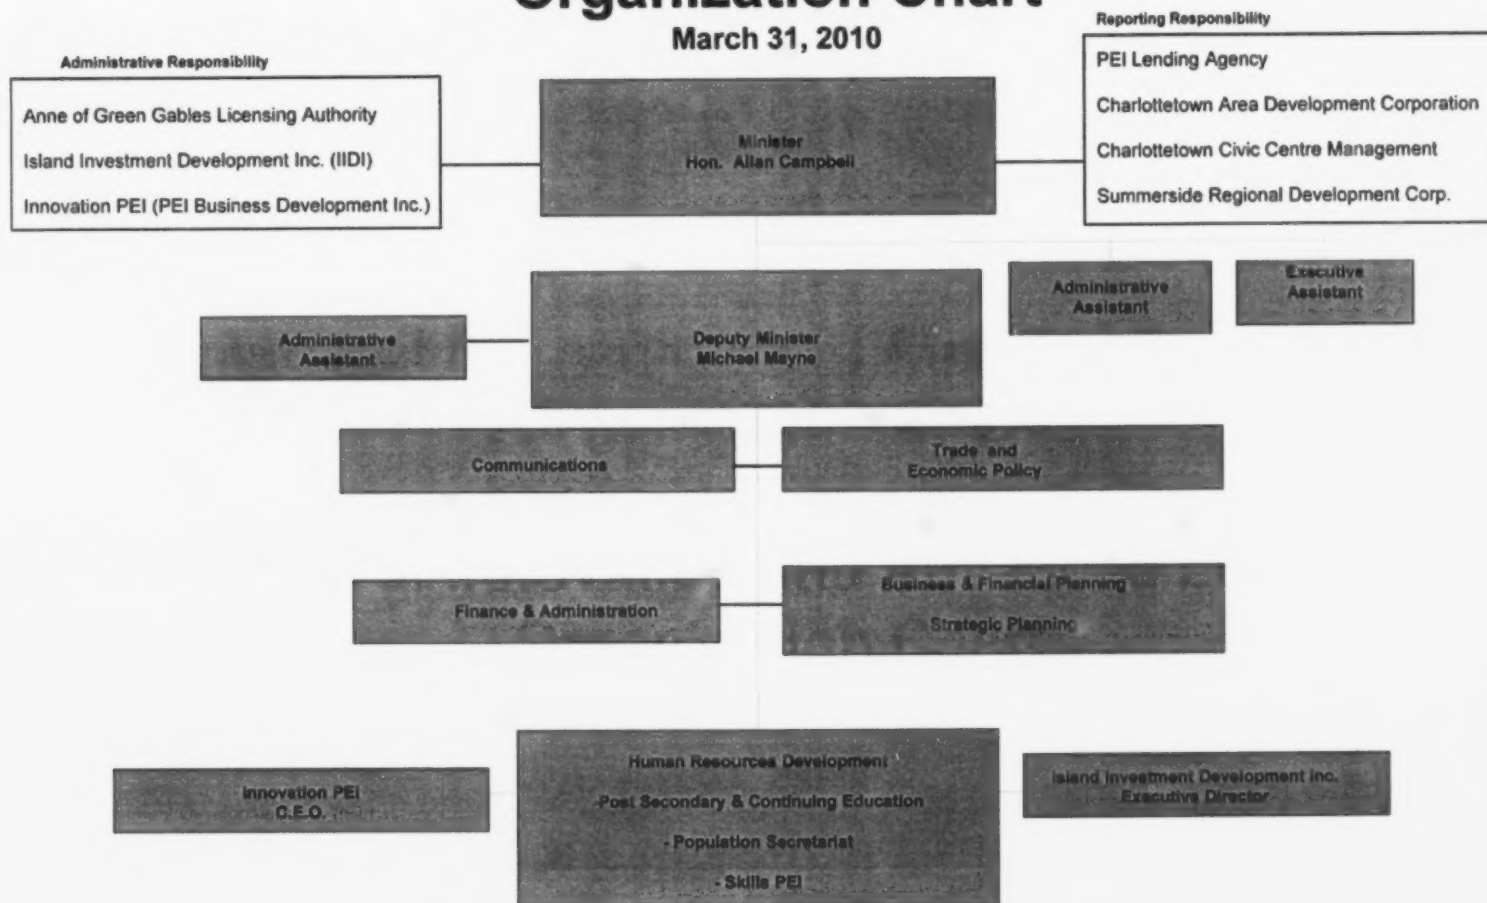 Organization Chart
March 31, 2010
Reporting Responsibility
Administrative Responsibility
PEI Lending Agency
Charlottetown Area Development Corporation
Charlottetown Civic Centre Management
Summerside Regional Development Corp.
Anne of Green Gables Licensing Authority
Island Investment Development Inc. (IIDI)
Innovation PEI (PEI Business Development Inc.)
Minister
Hon. Allan Campbell
Administrative
Assistant
Executive
Assistant
Administrative
Assistant
Deputy Minister
Michael Mayne
Communications
Trade and
Economic Policy
Finance & Administration
Business & Financial Planning
Strategic Planning
Innovation PEI
C.E.O.
Human Resources Development
-Post Secondary & Continuing Education
- Population Secretariat
- Skills PEI
Island Investment Development Inc.
Executive Director